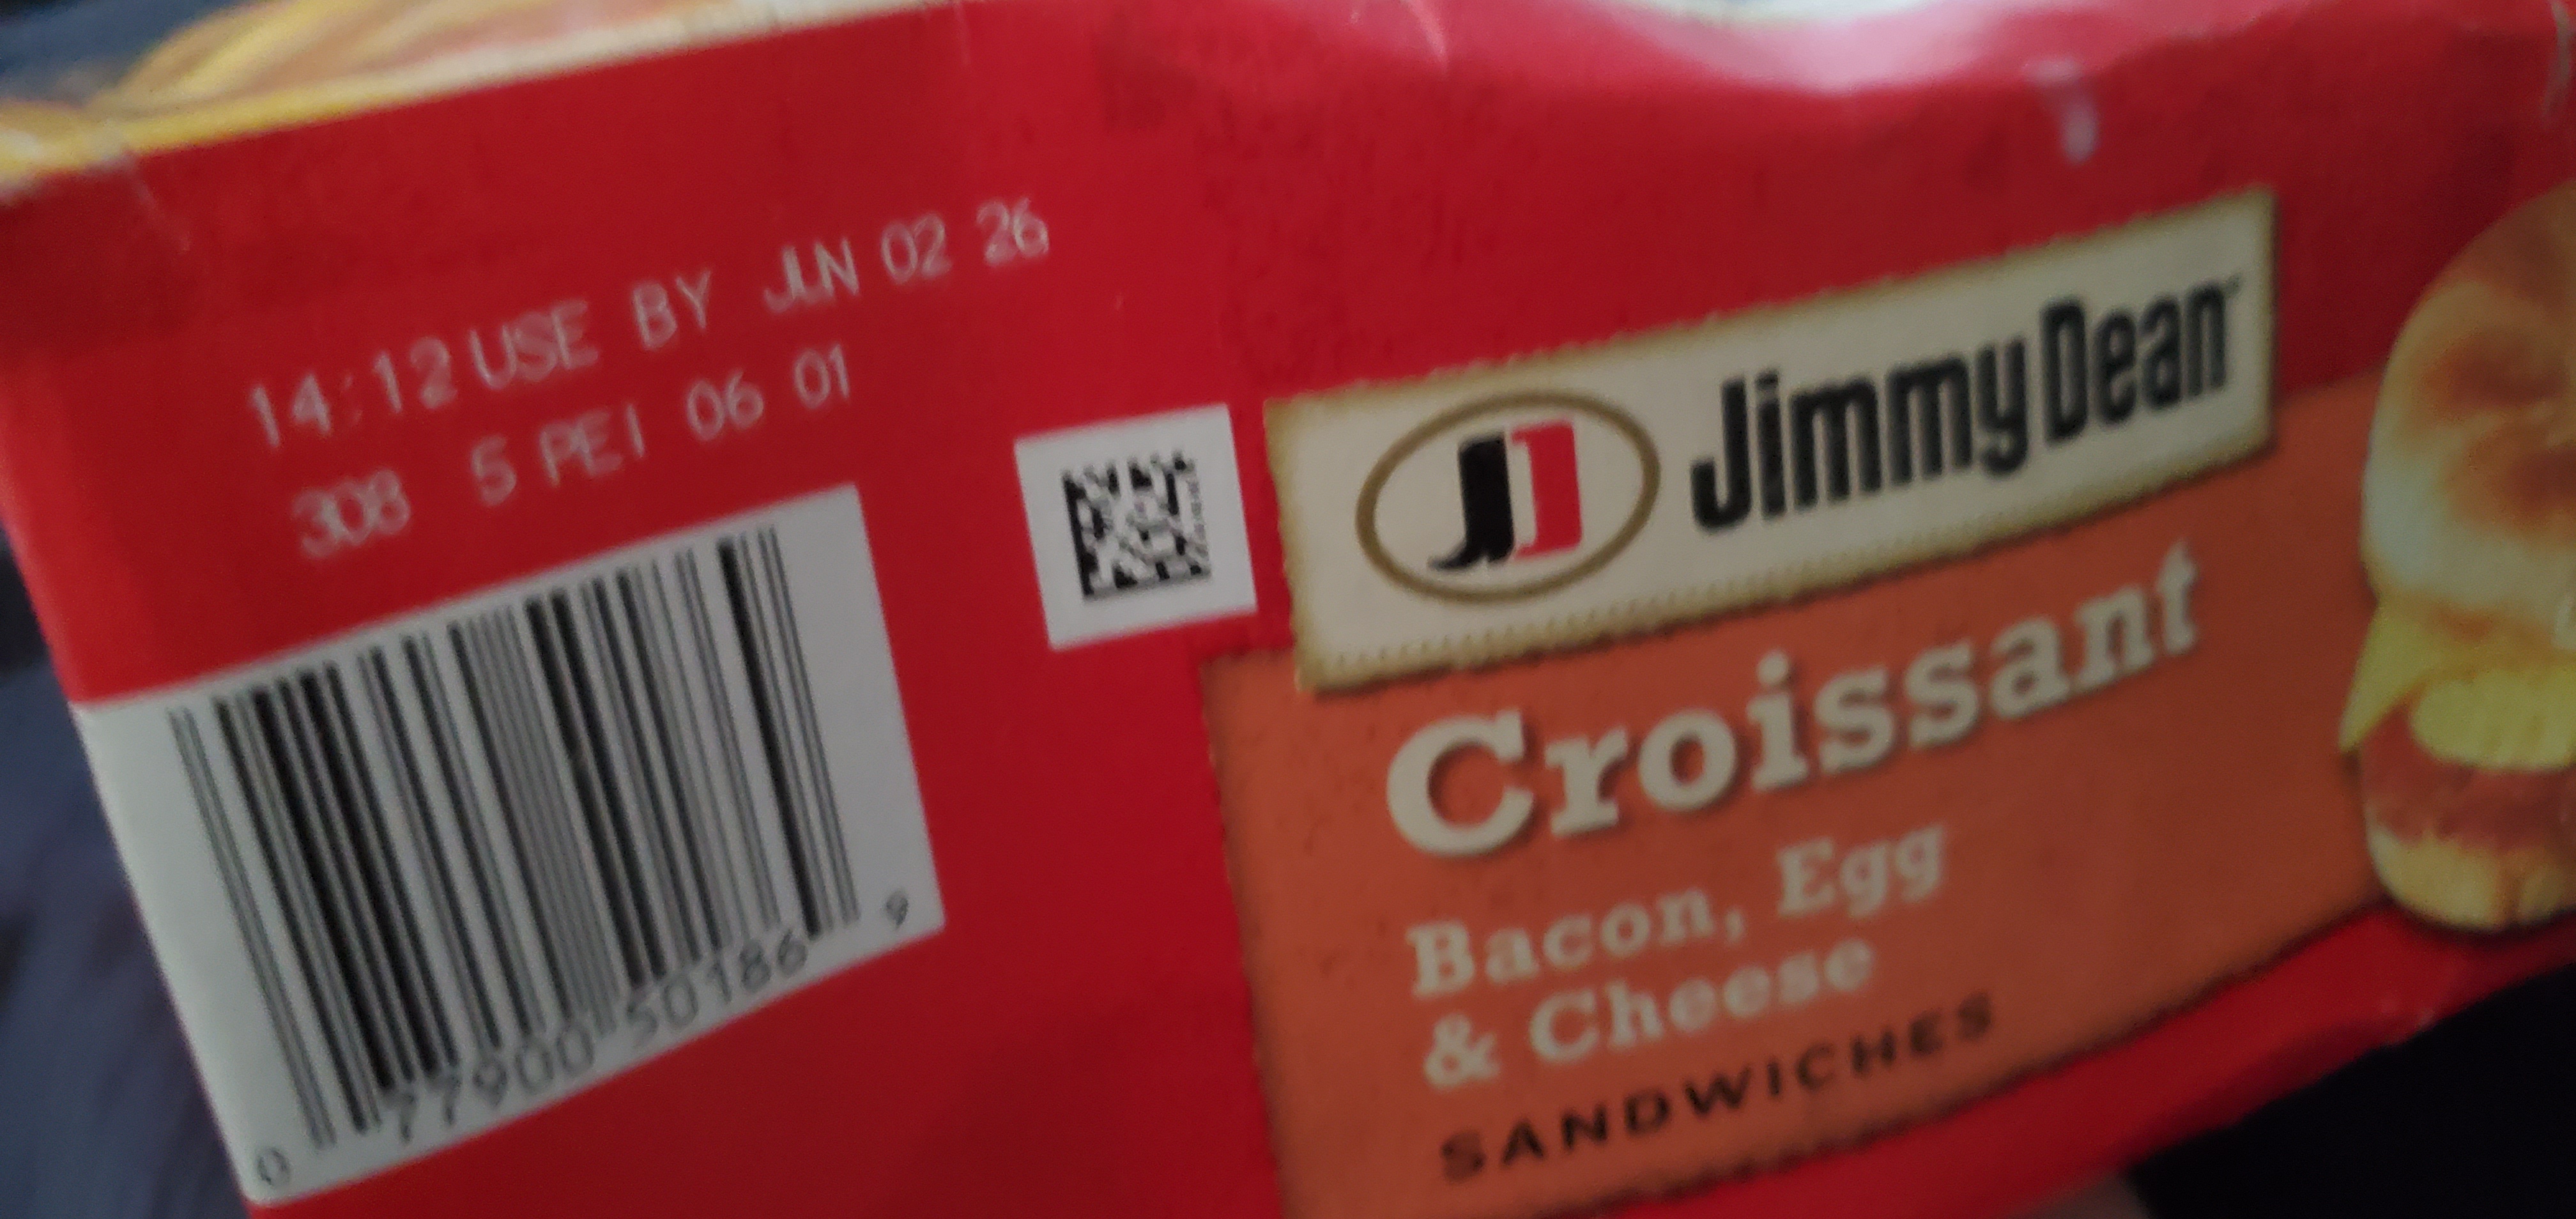 14:12 USE BY JUN 02 26
308 5 PEI 06 01
0 77900 50186 9
JD Jimmy Dean
Croissant
Bacon, Egg
& Cheese
SANDWICHES